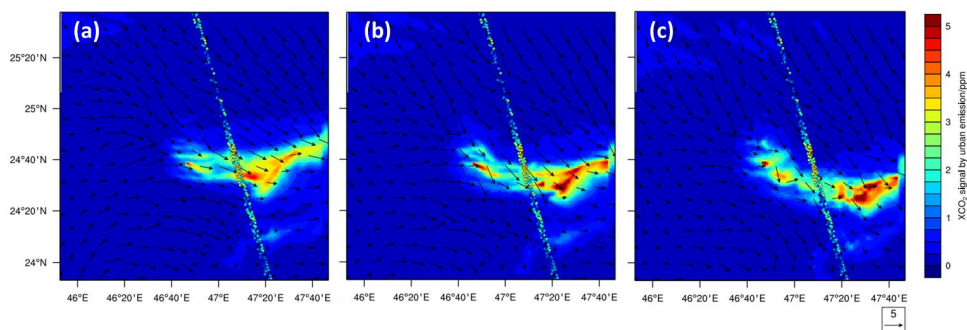 (a)
(b)
(c)
25°20'N
25°N
24°40'N
24°20'N
24°N
46°E 46°20'E 46°40'E 47°E 47°20'E 47°40'E
46°E 46°20'E 46°40'E 47°E 47°20'E 47°40'E
46°E 46°20'E 46°40'E 47°E 47°20'E 47°40'E
5
4
3
2
1
0
XCO₂ signal by urban emission/ppm
5